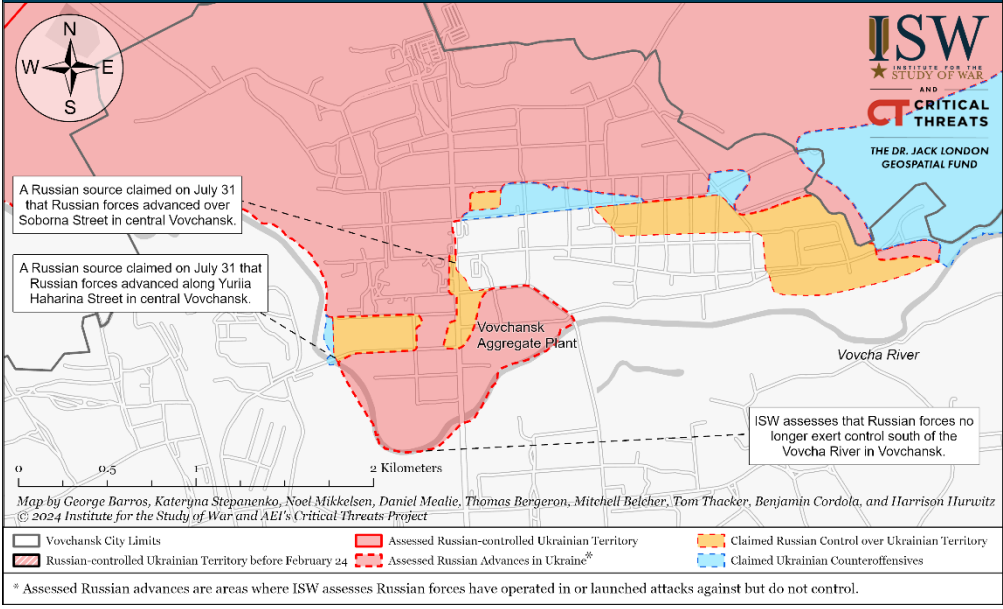 N
W
E
S
ISW
INSTITUTE FOR THE
STUDY OF WAR
AND
CT CRITICAL
THREATS
THE DR. JACK LONDON
GEOSPATIAL FUND
A Russian source claimed on July 31
that Russian forces advanced over
Soborna Street in central Vovchansk.
A Russian source claimed on July 31 that
Russian forces advanced along Yuriia
Haharina Street in central Vovchansk.
Vovchansk
Aggregate Plant
Vovcha River
ISW assesses that Russian forces no
longer exert control south of the
Vovcha River in Vovchansk.
0 0.5 1 2 Kilometers
Map by George Barros, Kateryna Stepanenko, Noel Mikkelsen, Daniel Mealie, Thomas Bergeron, Mitchell Belcher, Tom Thacker, Benjamin Cordola, and Harrison Hurwitz
© 2024 Institute for the Study of War and AEI's Critical Threats Project
Vovchansk City Limits
Assessed Russian-controlled Ukrainian Territory
Claimed Russian Control over Ukrainian Territory
Russian-controlled Ukrainian Territory before February 24
Assessed Russian Advances in Ukraine*
Claimed Ukrainian Counteroffensives
* Assessed Russian advances are areas where ISW assesses Russian forces have operated in or launched attacks against but do not control.